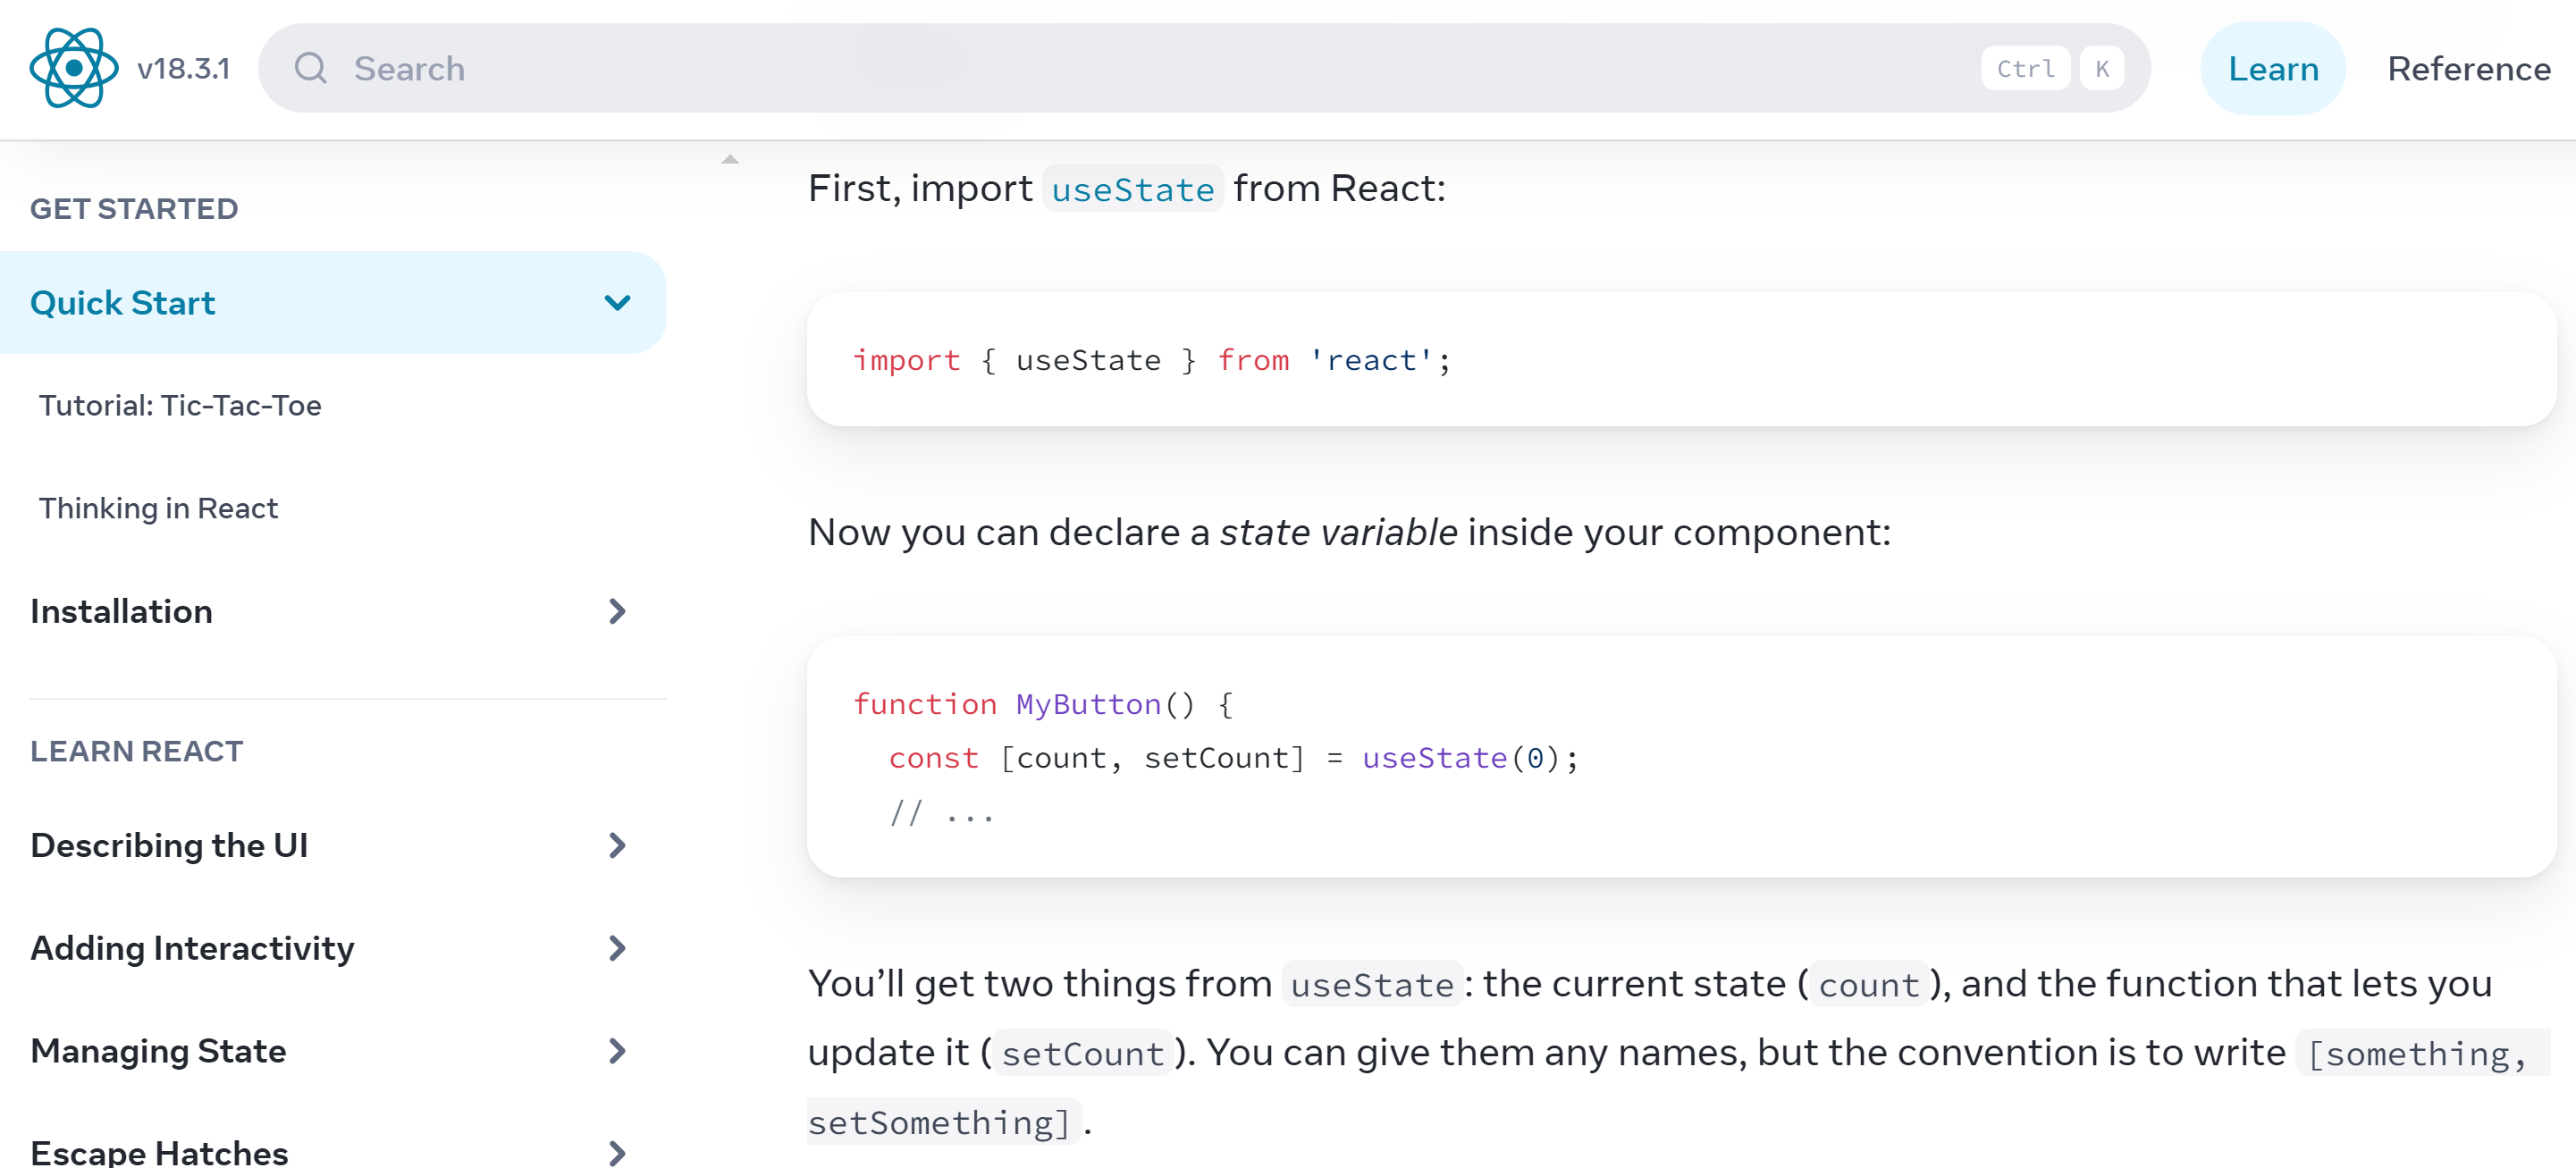 v18.3.1
Search
Ctrl K
Learn
Reference
GET STARTED
Quick Start
Tutorial: Tic-Tac-Toe
Thinking in React
Installation
LEARN REACT
Describing the UI
Adding Interactivity
Managing State
Escape Hatches
First, import useState from React:
import { useState } from 'react';
Now you can declare a state variable inside your component:
function MyButton() {
  const [count, setCount] = useState(0);
  // ...
You’ll get two things from useState: the current state (count), and the function that lets you
update it (setCount). You can give them any names, but the convention is to write [something,
setSomething].